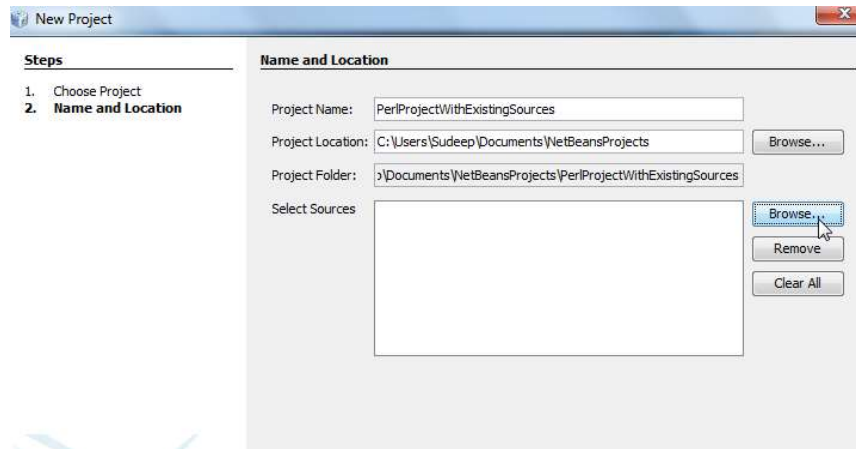 New Project
Steps
1. Choose Project
2. Name and Location
Name and Location
Project Name: PerlProjectWithExistingSources
Project Location: C:\Users\Sudeep\Documents\NetBeansProjects Browse...
Project Folder: \Documents\NetBeansProjects\PerlProjectWithExistingSources
Select Sources Browse...
Remove
Clear All